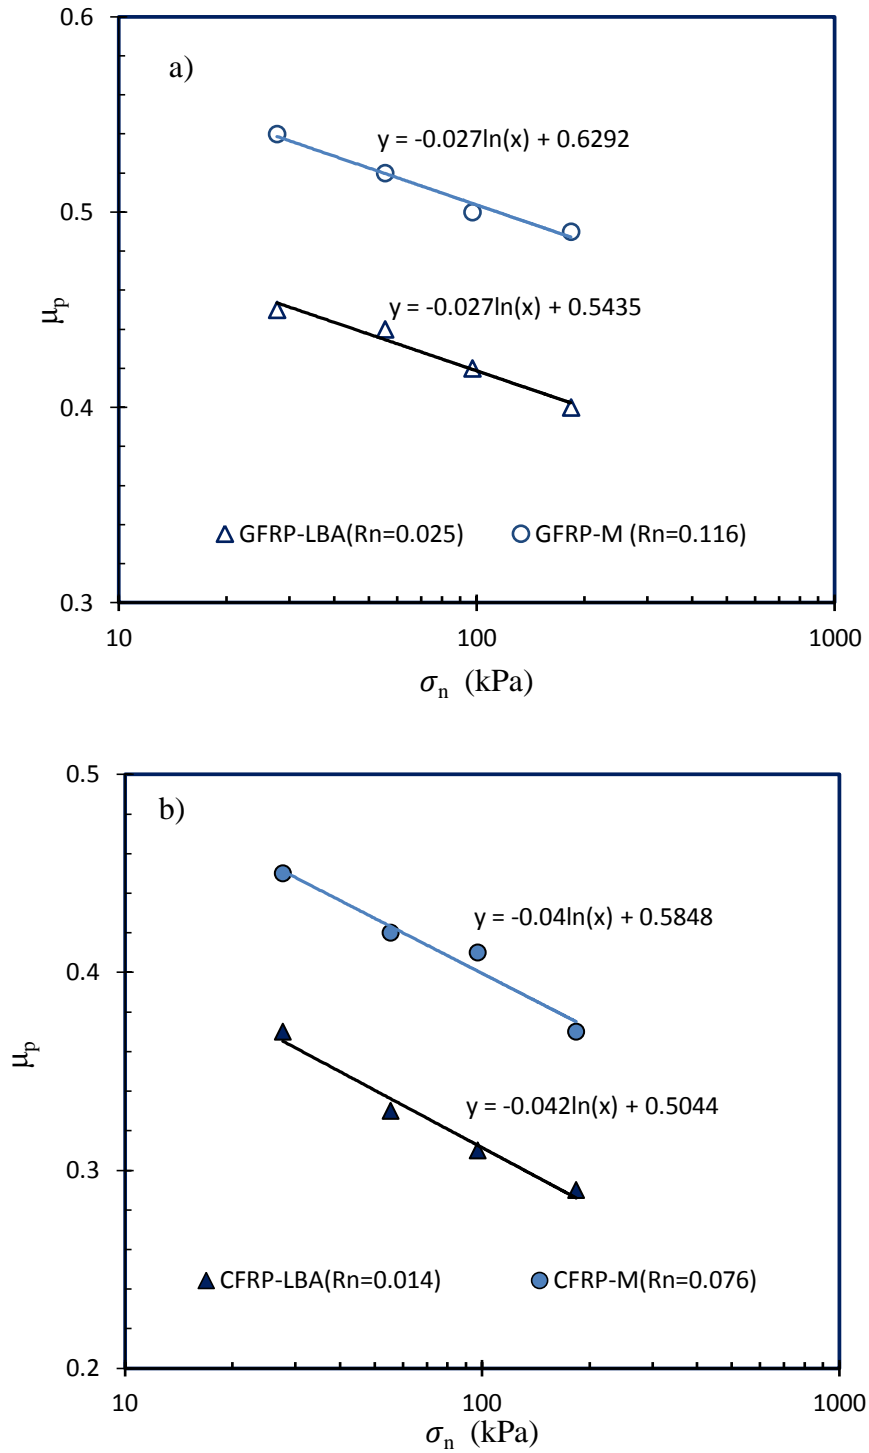 0.6
a)
y = -0.027ln(x) + 0.6292
0.5
y = -0.027ln(x) + 0.5435
μp
0.4
GFRP-LBA(Rn=0.025) GFRP-M (Rn=0.116)
0.3
10 100 1000
σn (kPa)
0.5
b)
y = -0.04ln(x) + 0.5848
0.4
μp
y = -0.042ln(x) + 0.5044
0.3
CFRP-LBA(Rn=0.014) CFRP-M(Rn=0.076)
0.2
10 100 1000
σn (kPa)